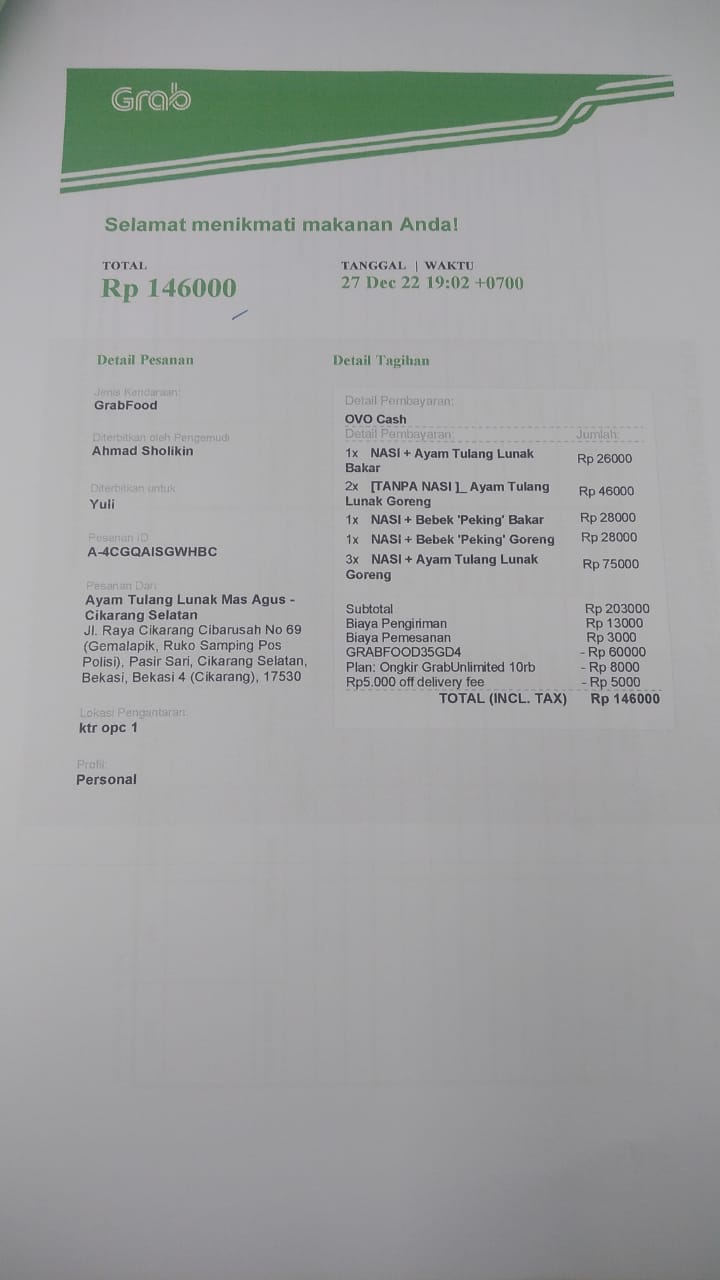 Grab
Selamat menikmati makanan Anda!
TOTAL
Rp 146000
TANGGAL | WAKTU
27 Dec 22 19:02 +0700
Detail Pesanan
Jenis Kendaraan:
GrabFood
Diterbitkan oleh Pengemudi
Ahmad Sholikin
Diterbitkan untuk
Yuli
Pesanan ID
A-4CGQAISGWHBC
Pesanan Dari:
Ayam Tulang Lunak Mas Agus -
Cikarang Selatan
Jl. Raya Cikarang Cibarusah No 69
(Gemalapik, Ruko Samping Pos
Polisi), Pasir Sari, Cikarang Selatan,
Bekasi, Bekasi 4 (Cikarang), 17530
Lokasi Pengantaran:
ktr opc 1
Profil:
Personal
Detail Tagihan
Detail Pembayaran:
OVO Cash
Detail Pembayaran: Jumlah:
1x NASI + Ayam Tulang Lunak
Bakar Rp 26000
2x [TANPA NASI ]_ Ayam Tulang
Lunak Goreng Rp 46000
1x NASI + Bebek 'Peking' Bakar Rp 28000
1x NASI + Bebek 'Peking' Goreng Rp 28000
3x NASI + Ayam Tulang Lunak
Goreng Rp 75000
Subtotal Rp 203000
Biaya Pengiriman Rp 13000
Biaya Pemesanan Rp 3000
GRABFOOD35GD4 - Rp 60000
Plan: Ongkir GrabUnlimited 10rb - Rp 8000
Rp5.000 off delivery fee - Rp 5000
TOTAL (INCL. TAX) Rp 146000